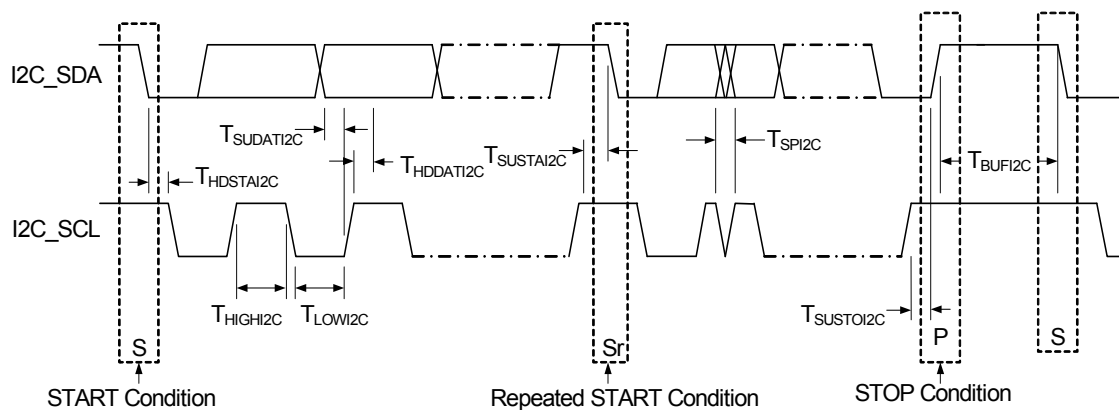 I2C_SDA
TSUDATI2C
THDSTAI2C
THDDATI2C
TSUSTAI2C
TSPI2C
TBUFI2C
I2C_SCL
THIGHI2C
TLOWI2C
TSUSTOI2C
S
Sr
P
S
START Condition
Repeated START Condition
STOP Condition